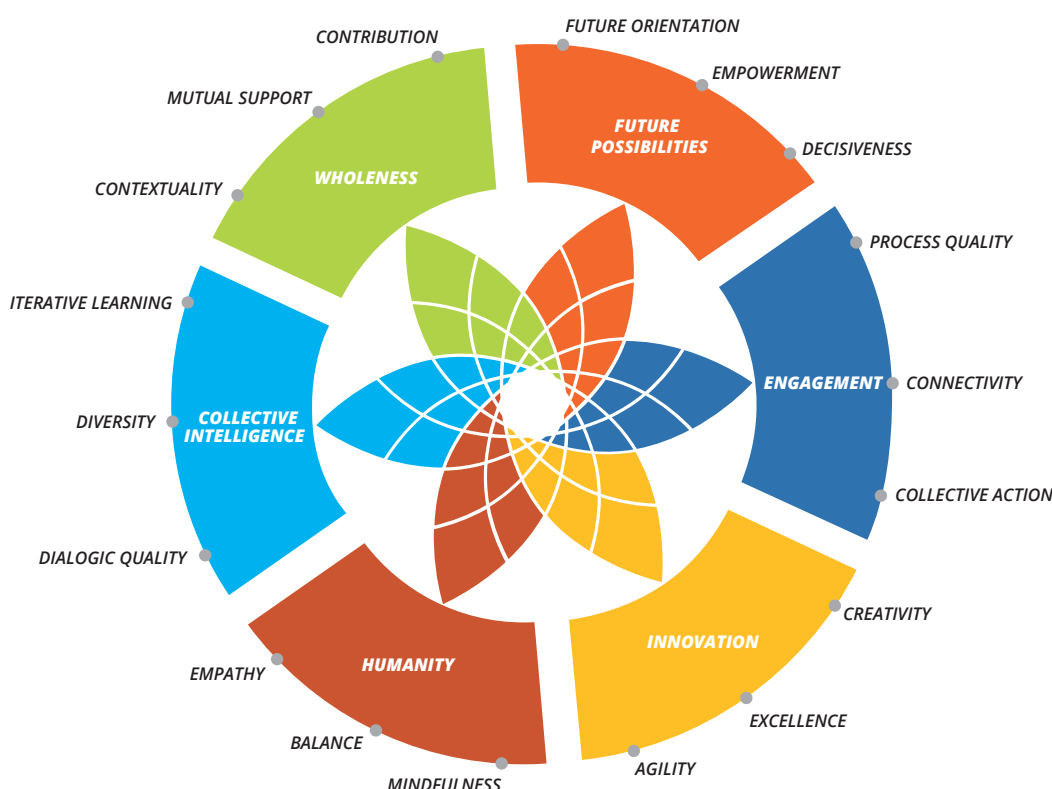 FUTURE ORIENTATION
CONTRIBUTION
EMPOWERMENT
MUTUAL SUPPORT
FUTURE
POSSIBILITIES
DECISIVENESS
WHOLENESS
CONTEXTUALITY
PROCESS QUALITY
ITERATIVE LEARNING
ENGAGEMENT
CONNECTIVITY
DIVERSITY
COLLECTIVE
INTELLIGENCE
COLLECTIVE ACTION
DIALOGIC QUALITY
CREATIVITY
INNOVATION
HUMANITY
EMPATHY
EXCELLENCE
BALANCE
AGILITY
MINDFULNESS